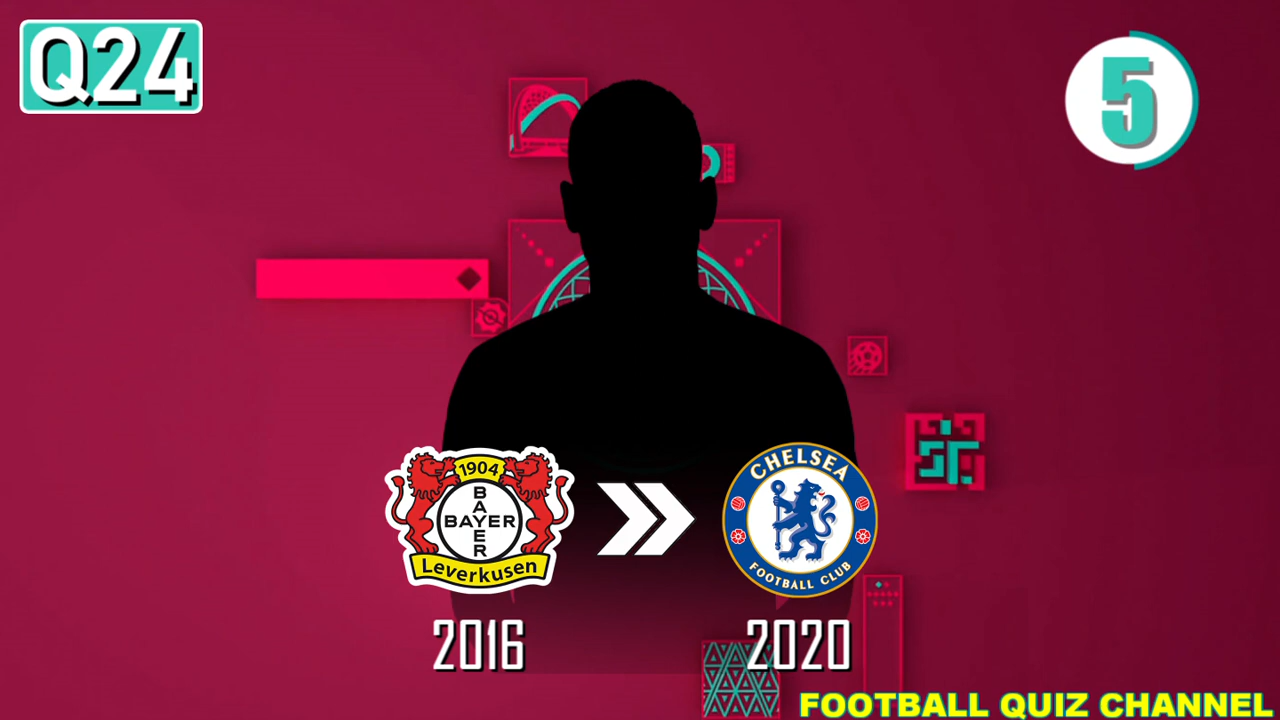 Q24
5
1904
BAYER
BAYER
Leverkusen
CHELSEA
FOOTBALL CLUB
2016
2020
FOOTBALL QUIZ CHANNEL